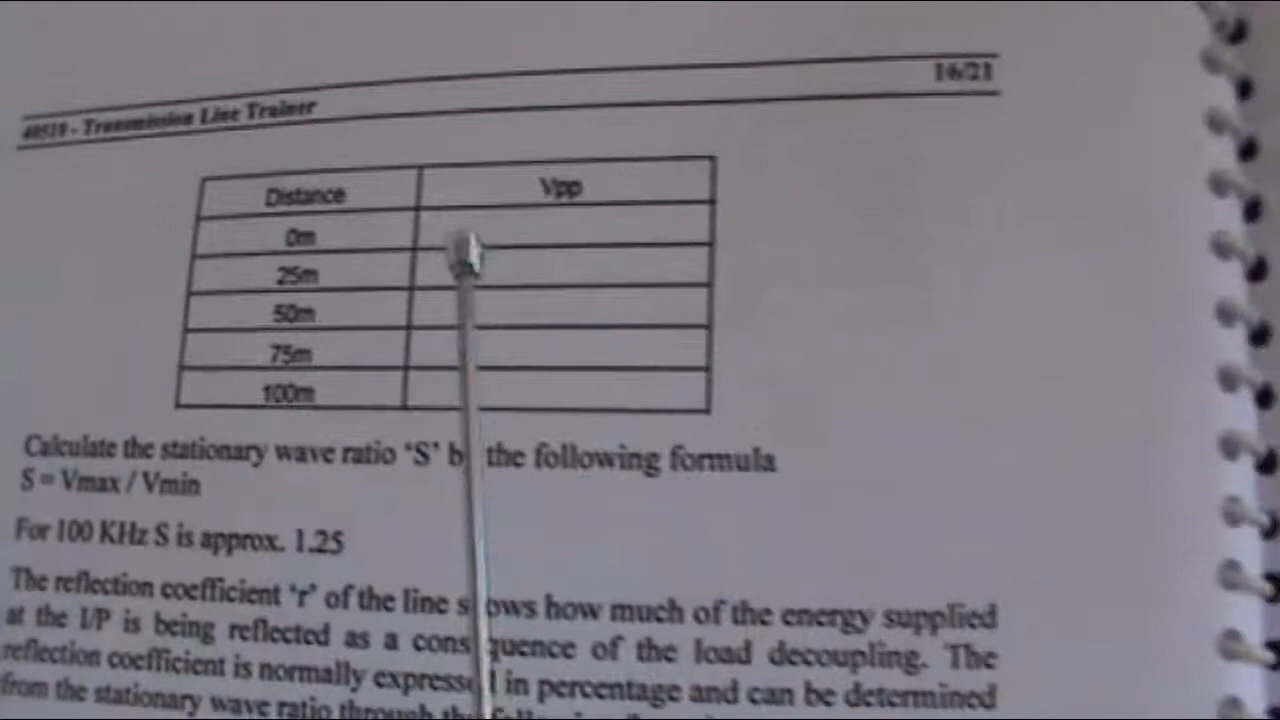 - Transmission Line Trainer 16/21
Distance Vpp
0m
25m
50m
75m
100m
Calculate the stationary wave ratio 'S' b the following formula
S = Vmax / Vmin
For 100 KHz S is approx. 1.25
The reflection coefficient 'r' of the line s ows how much of the energy supplied
at the I/P is being reflected as a cons quence of the load decoupling. The
reflection coefficient is normally expresse in percentage and can be determined
from the stationary wave ratio through the